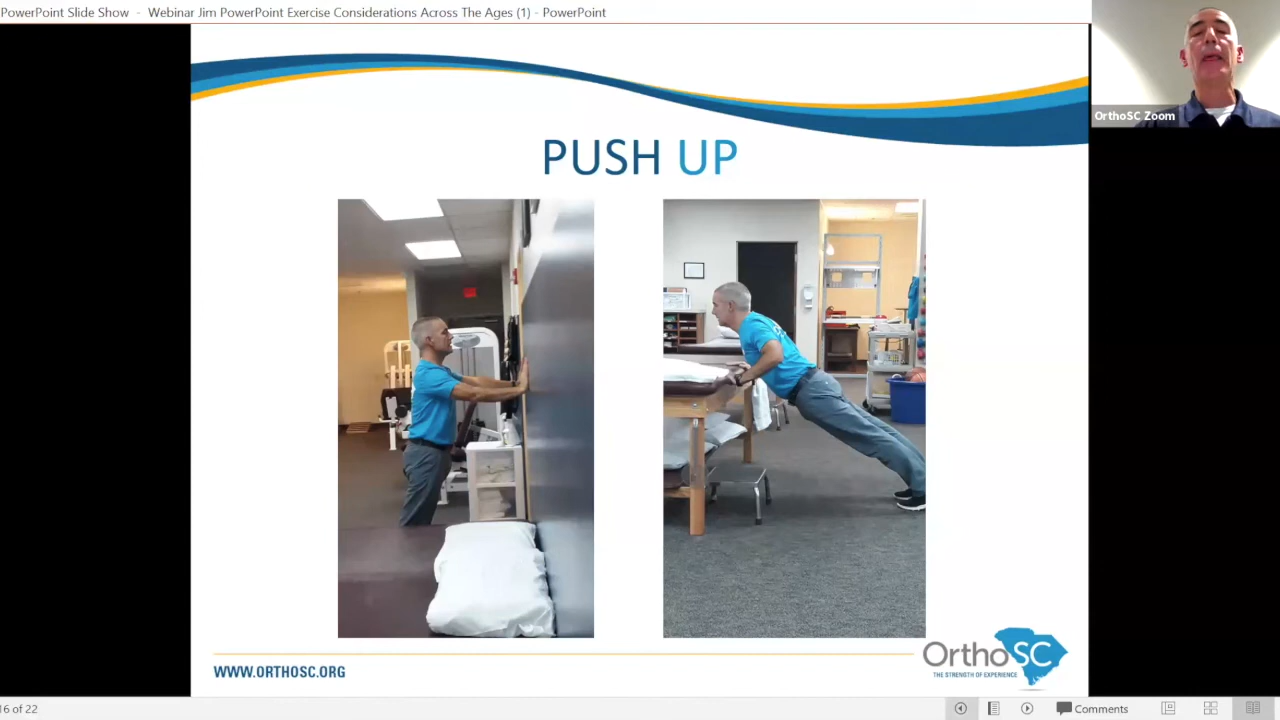 PowerPoint Slide Show - Webinar Jim PowerPoint Exercise Considerations Across The Ages (1) - PowerPoint
OrthoSC Zoom
PUSH UP
WWW.ORTHOSC.ORG
OrthoSC
THE STRENGTH OF EXPERIENCE
16 of 22
Comments